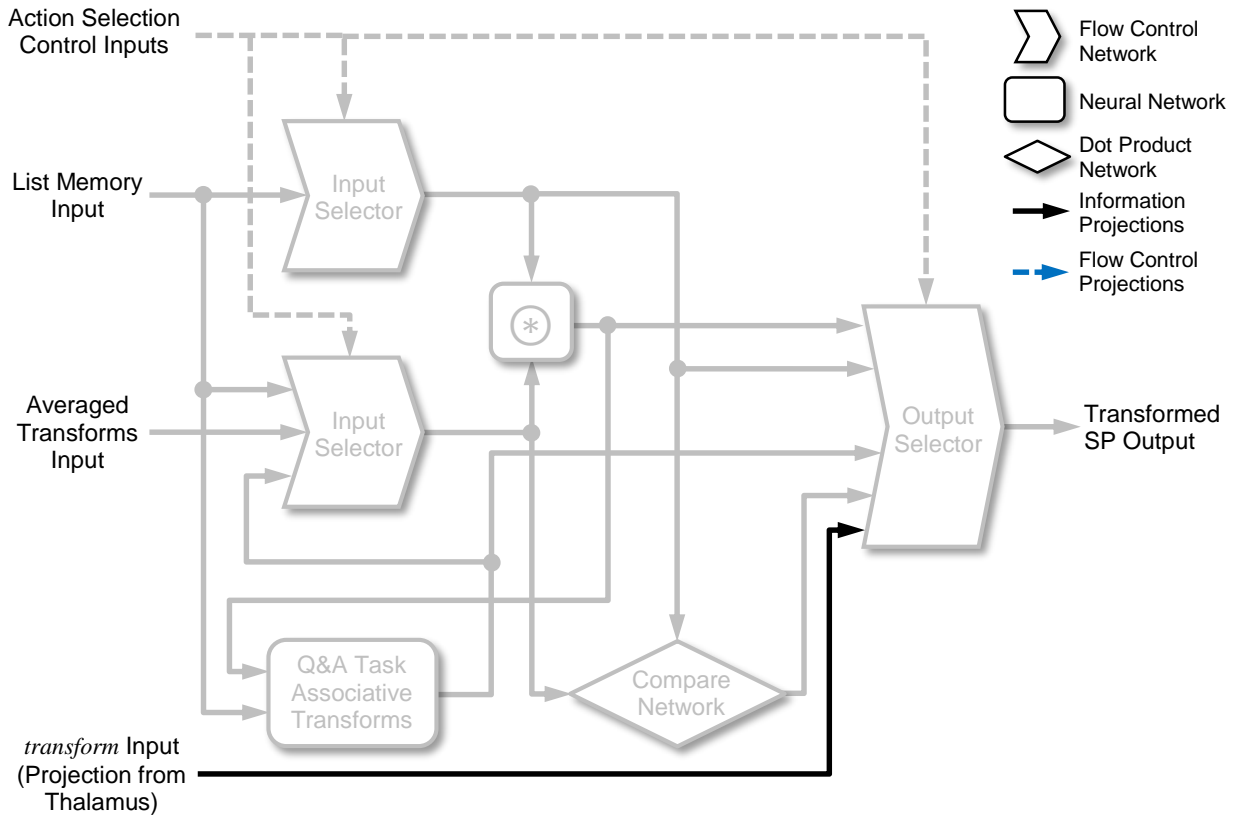 Action Selection
Control Inputs
Flow Control
Network
Neural Network
Dot Product
Network
Information
Projections
Flow Control
Projections
List Memory
Input
Input
Selector
⊛
Averaged
Transforms
Input
Input
Selector
Output
Selector
Transformed
SP Output
Q&A Task
Associative
Transforms
Compare
Network
transform Input
(Projection from
Thalamus)